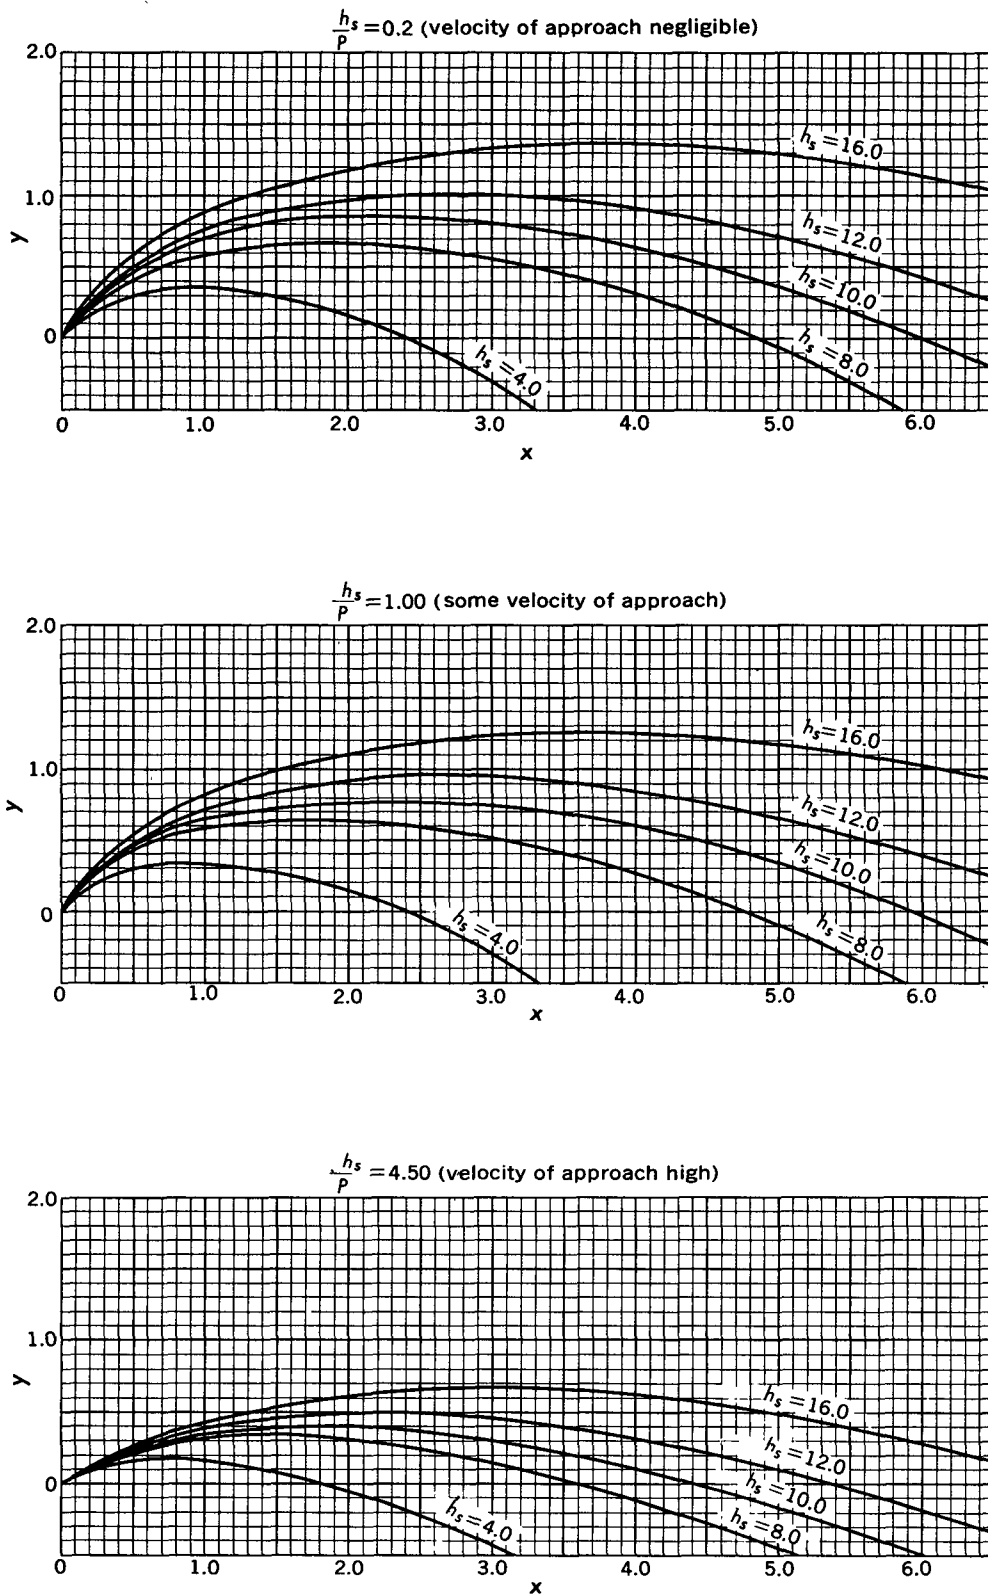 hs/P = 0.2 (velocity of approach negligible)
2.0
1.0
0
y
hs = 16.0
hs = 12.0
hs = 10.0
hs = 8.0
hs = 4.0
0 1.0 2.0 3.0 4.0 5.0 6.0
x
hs/P = 1.00 (some velocity of approach)
2.0
1.0
0
y
hs = 16.0
hs = 12.0
hs = 10.0
hs = 8.0
hs = 4.0
0 1.0 2.0 3.0 4.0 5.0 6.0
x
hs/P = 4.50 (velocity of approach high)
2.0
1.0
0
y
hs = 16.0
hs = 12.0
hs = 10.0
hs = 8.0
hs = 4.0
0 1.0 2.0 3.0 4.0 5.0 6.0
x